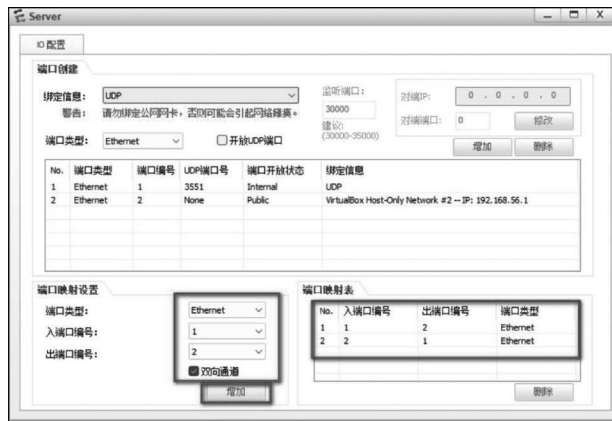 Server
IO 配置
端口创建
绑定信息： UDP
警告： 请勿绑定公网网卡，否则可能会引起网络瘫痪。
端口类型： Ethernet 开放UDP端口
监听端口：
30000
建议:
(30000-35000)
对端IP: 0 . 0 . 0 . 0
对端端口: 0 修改
增加 删除
No. 端口类型 端口编号 UDP端口号 端口开放状态 绑定信息
1 Ethernet 1 3551 Internal UDP
2 Ethernet 2 None Public VirtualBox Host-Only Network #2 -- IP: 192.168.56.1
端口映射设置
端口类型： Ethernet
入端口编号： 1
出端口编号： 2
双向通道
增加
端口映射表
No. 入端口编号 出端口编号 端口类型
1 1 2 Ethernet
2 2 1 Ethernet
删除